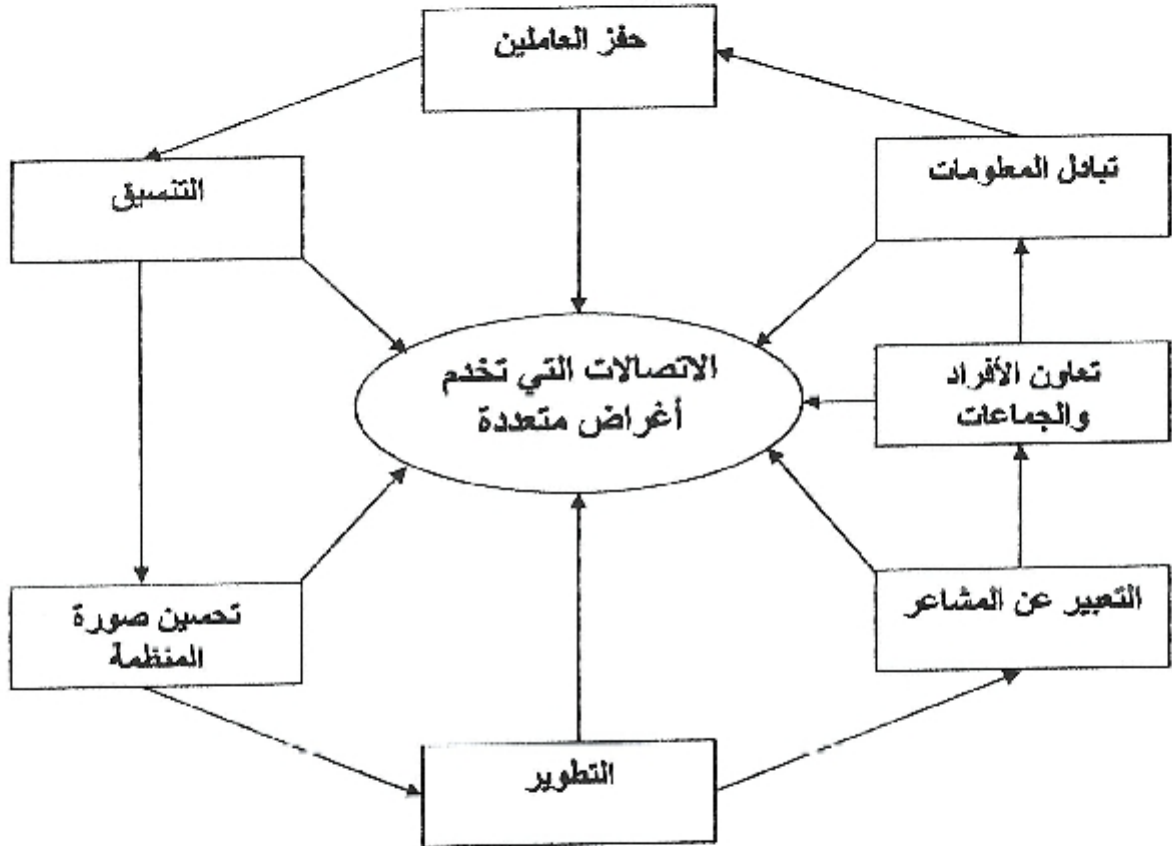 حفز العاملين
تبادل المعلومات
التنسيق
الاتصالات التي تخدم
أغراض متعددة
تعاون الأفراد
والجماعات
التعبير عن المشاعر
تحسين صورة
المنظمة
التطوير